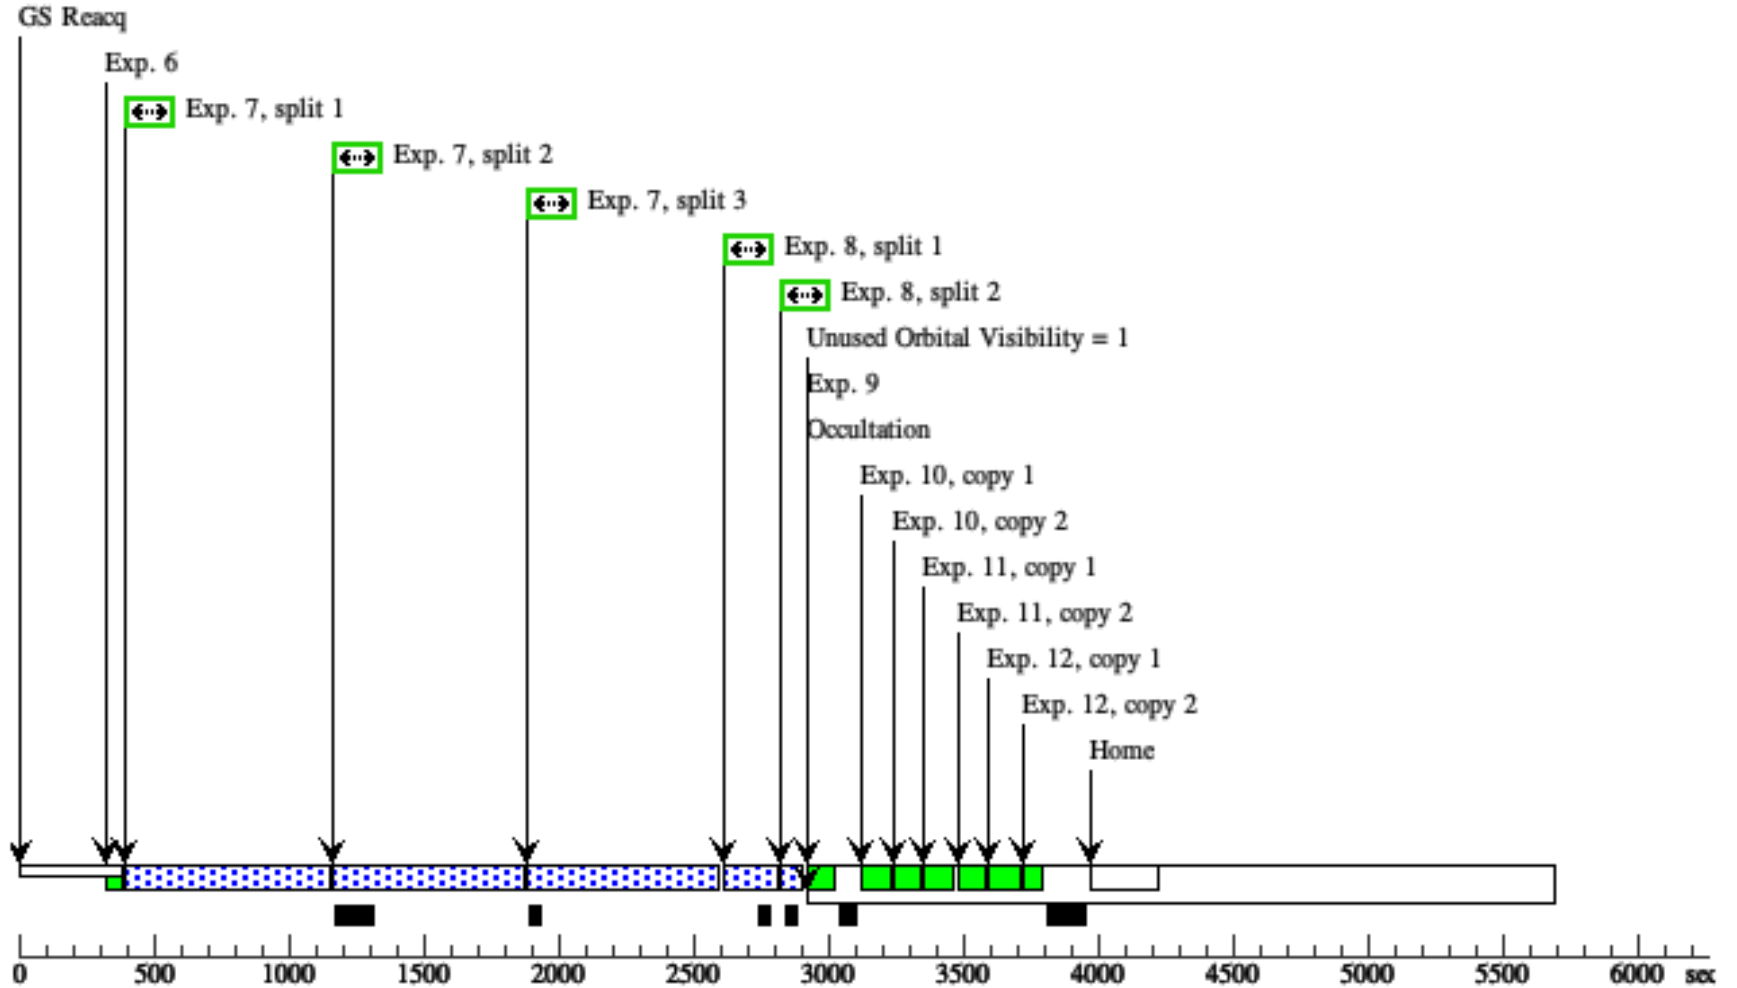 GS Reacq
Exp. 6
Exp. 7, split 1
Exp. 7, split 2
Exp. 7, split 3
Exp. 8, split 1
Exp. 8, split 2
Unused Orbital Visibility = 1
Exp. 9
Occultation
Exp. 10, copy 1
Exp. 10, copy 2
Exp. 11, copy 1
Exp. 11, copy 2
Exp. 12, copy 1
Exp. 12, copy 2
Home
0 500 1000 1500 2000 2500 3000 3500 4000 4500 5000 5500 6000 sec